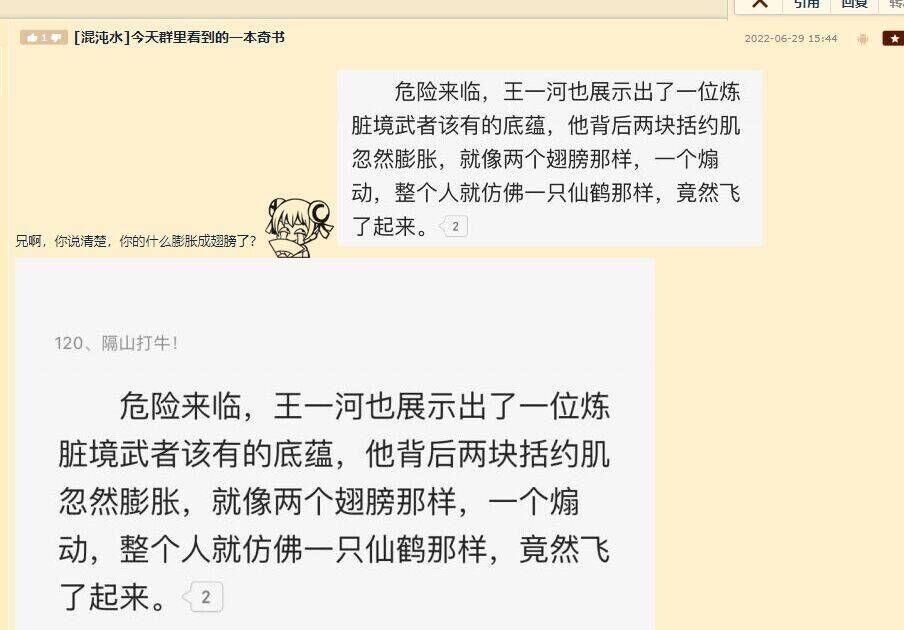 引用
回复
1
[混沌水]今天群里看到的一本奇书
2022-06-29 15:44
危险来临，王一河也展示出了一位炼
脏境武者该有的底蕴，他背后两块括约肌
忽然膨胀，就像两个翅膀那样，一个煽
动，整个人就仿佛一只仙鹤那样，竟然飞
了起来。 2
兄啊，你说清楚，你的什么膨胀成翅膀了？
120、隔山打牛！
危险来临，王一河也展示出了一位炼
脏境武者该有的底蕴，他背后两块括约肌
忽然膨胀，就像两个翅膀那样，一个煽
动，整个人就仿佛一只仙鹤那样，竟然飞
了起来。 2